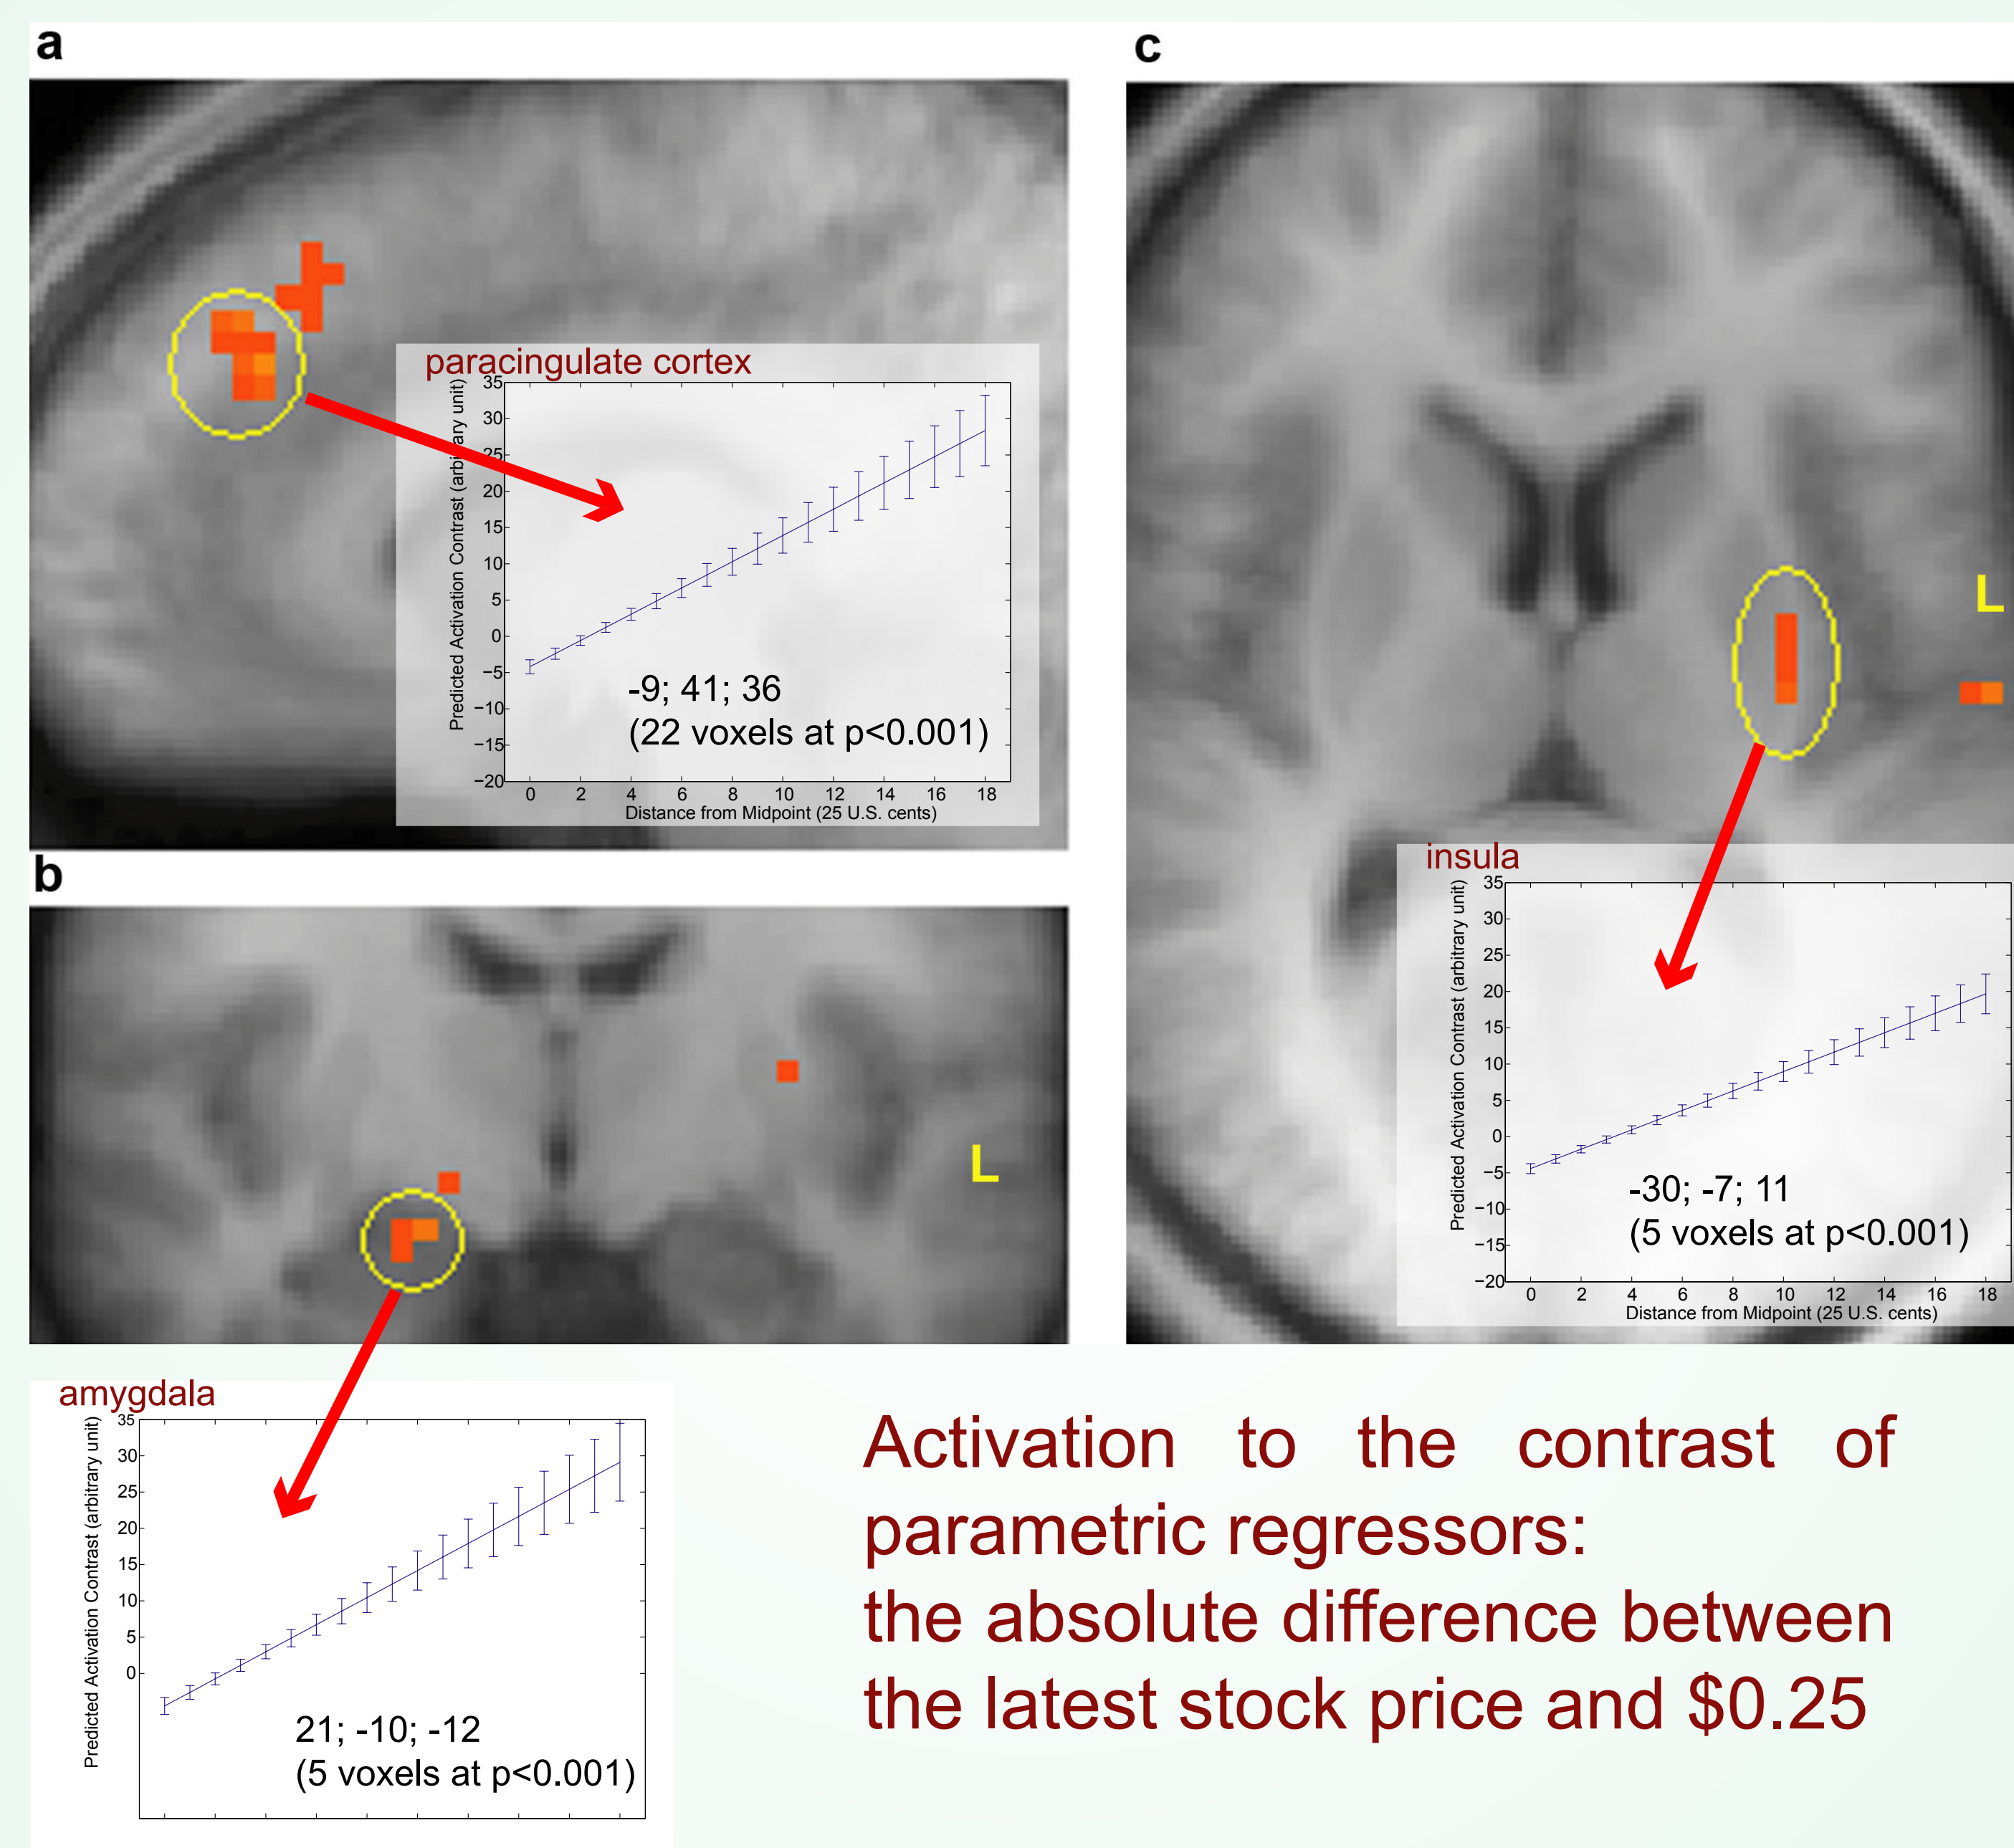 a
paracingulate cortex
Predicted Activation Contrast (arbitrary unit)
35
30
25
20
15
10
5
0
−5
−10
−15
−20
-9; 41; 36
(22 voxels at p<0.001)
0 2 4 6 8 10 12 14 16 18
Distance from Midpoint (25 U.S. cents)
b
L
amygdala
Predicted Activation Contrast (arbitrary unit)
35
30
25
20
15
10
5
0
21; -10; -12
(5 voxels at p<0.001)
c
L
insula
Predicted Activation Contrast (arbitrary unit)
35
30
25
20
15
10
5
0
−5
−10
−15
−20
-30; -7; 11
(5 voxels at p<0.001)
0 2 4 6 8 10 12 14 16 18
Distance from Midpoint (25 U.S. cents)
Activation to the contrast of
parametric regressors:
the absolute difference between
the latest stock price and $0.25